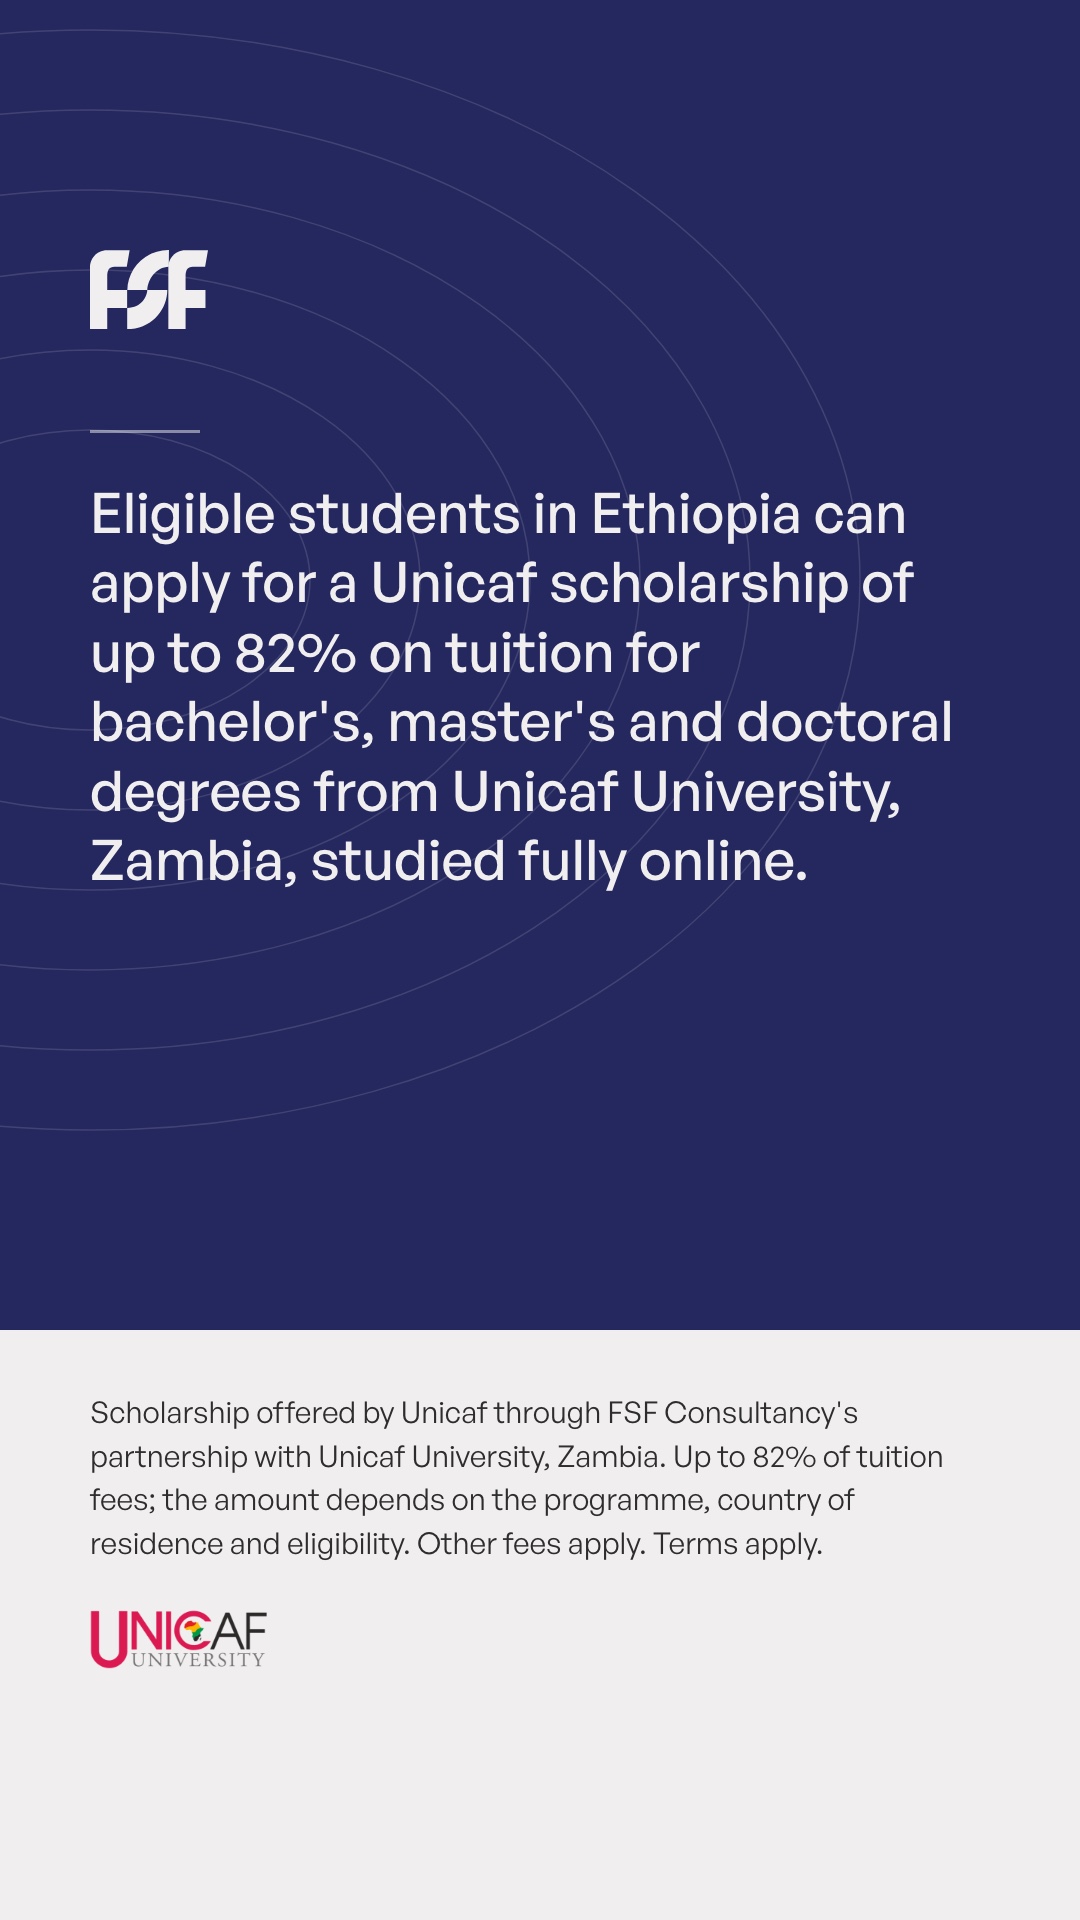 FSF
Eligible students in Ethiopia can
apply for a Unicaf scholarship of
up to 82% on tuition for
bachelor's, master's and doctoral
degrees from Unicaf University,
Zambia, studied fully online.
Scholarship offered by Unicaf through FSF Consultancy's
partnership with Unicaf University, Zambia. Up to 82% of tuition
fees; the amount depends on the programme, country of
residence and eligibility. Other fees apply. Terms apply.
UNICAF
UNIVERSITY